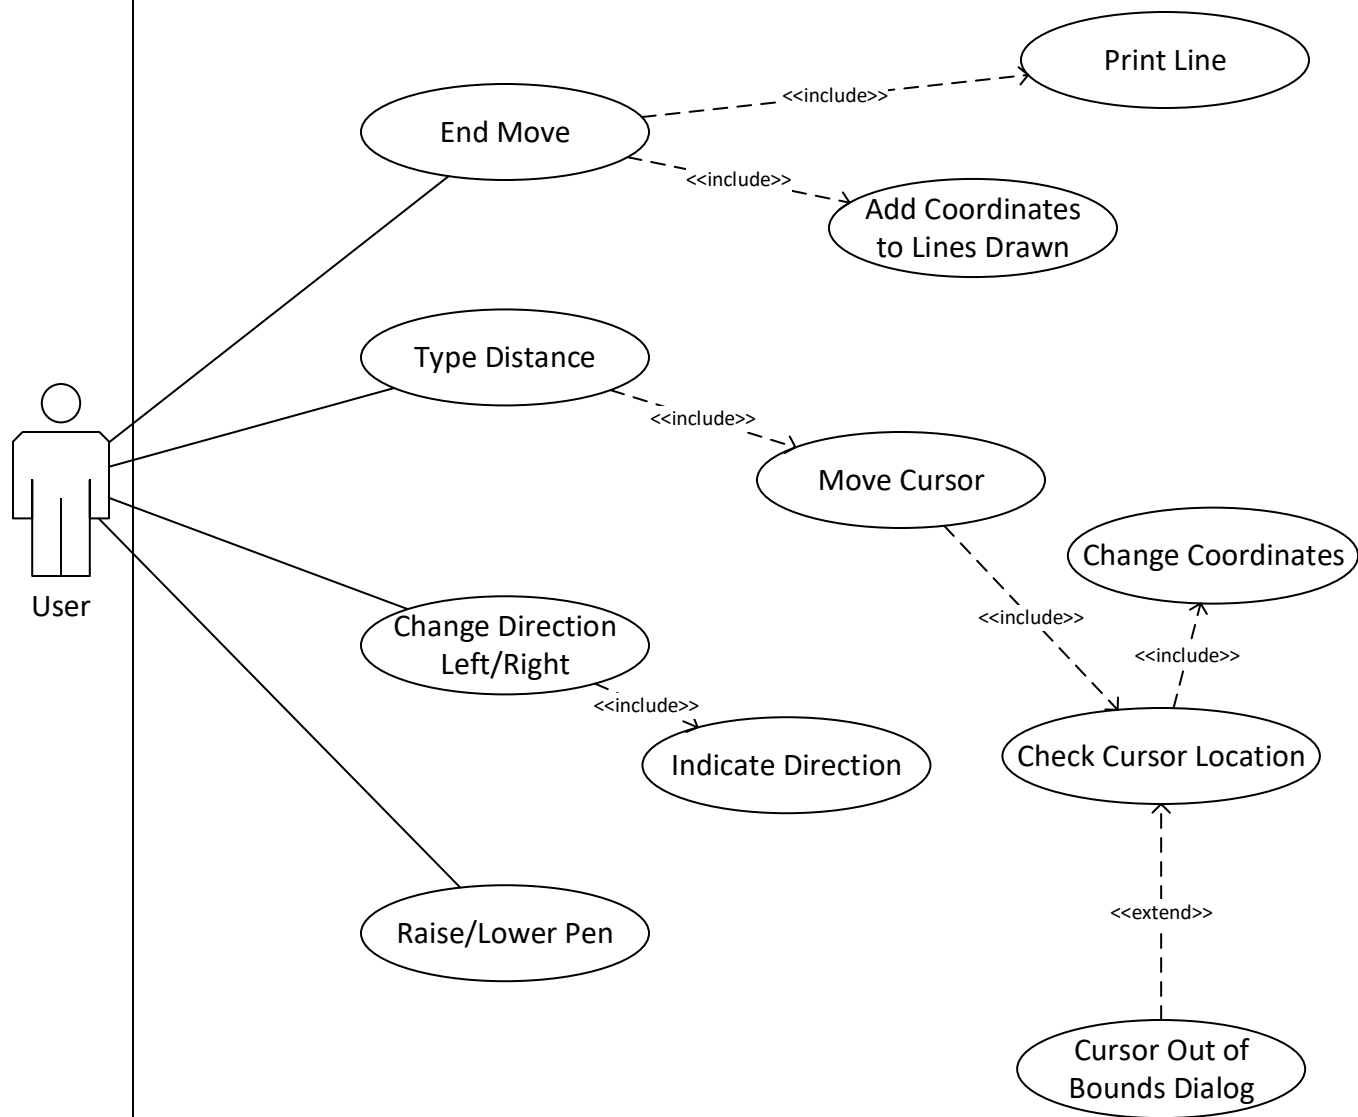 Print Line
<<include>>
End Move
<<include>>
Add Coordinates
to Lines Drawn
Type Distance
<<include>>
Move Cursor
Change Coordinates
User
<<include>>
Change Direction
Left/Right
<<include>>
<<include>>
Indicate Direction
Check Cursor Location
<<extend>>
Raise/Lower Pen
Cursor Out of
Bounds Dialog